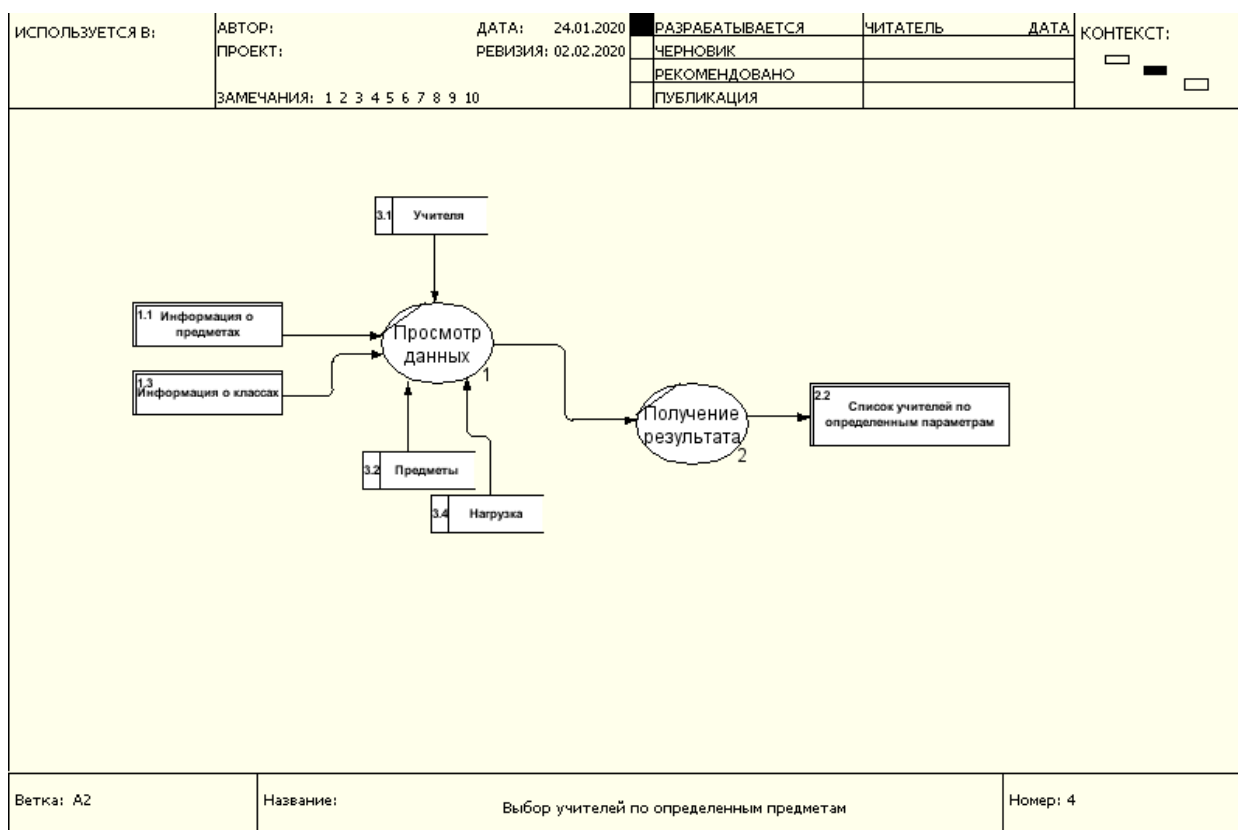 ИСПОЛЬЗУЕТСЯ В:
АВТОР:
ДАТА: 24.01.2020
ПРОЕКТ:
РЕВИЗИЯ: 02.02.2020
ЗАМЕЧАНИЯ: 1 2 3 4 5 6 7 8 9 10
РАЗРАБАТЫВАЕТСЯ
ЧЕРНОВИК
РЕКОМЕНДОВАНО
ПУБЛИКАЦИЯ
ЧИТАТЕЛЬ
ДАТА
КОНТЕКСТ:
3.1 Учителя
1.1 Информация о
предметах
1.3
Информация о классах
Просмотр
данных
1
3.2 Предметы
3.4 Нагрузка
Получение
результата
2
2.2
Список учителей по
определенным параметрам
Ветка: A2
Название:
Выбор учителей по определенным предметам
Номер: 4